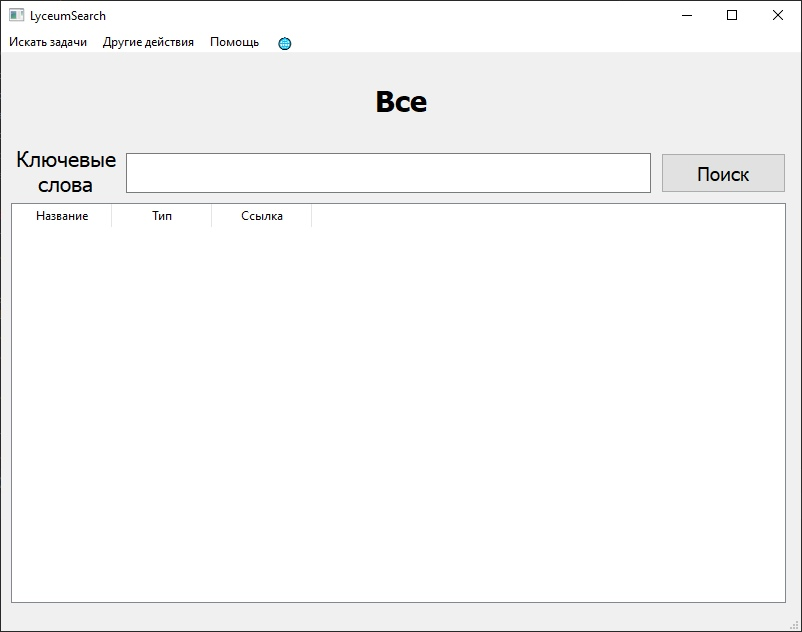 LyceumSearch
Искать задачи Другие действия Помощь
Все
Ключевые
слова
Поиск
Название Тип Ссылка